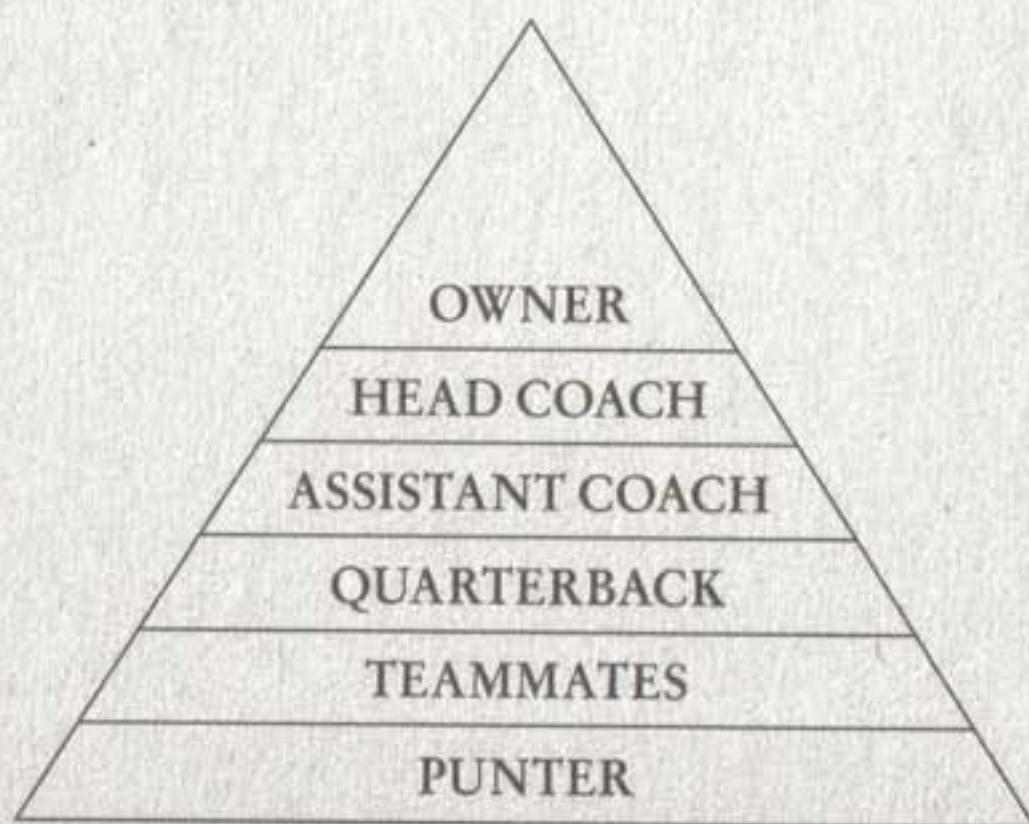 OWNER
HEAD COACH
ASSISTANT COACH
QUARTERBACK
TEAMMATES
PUNTER